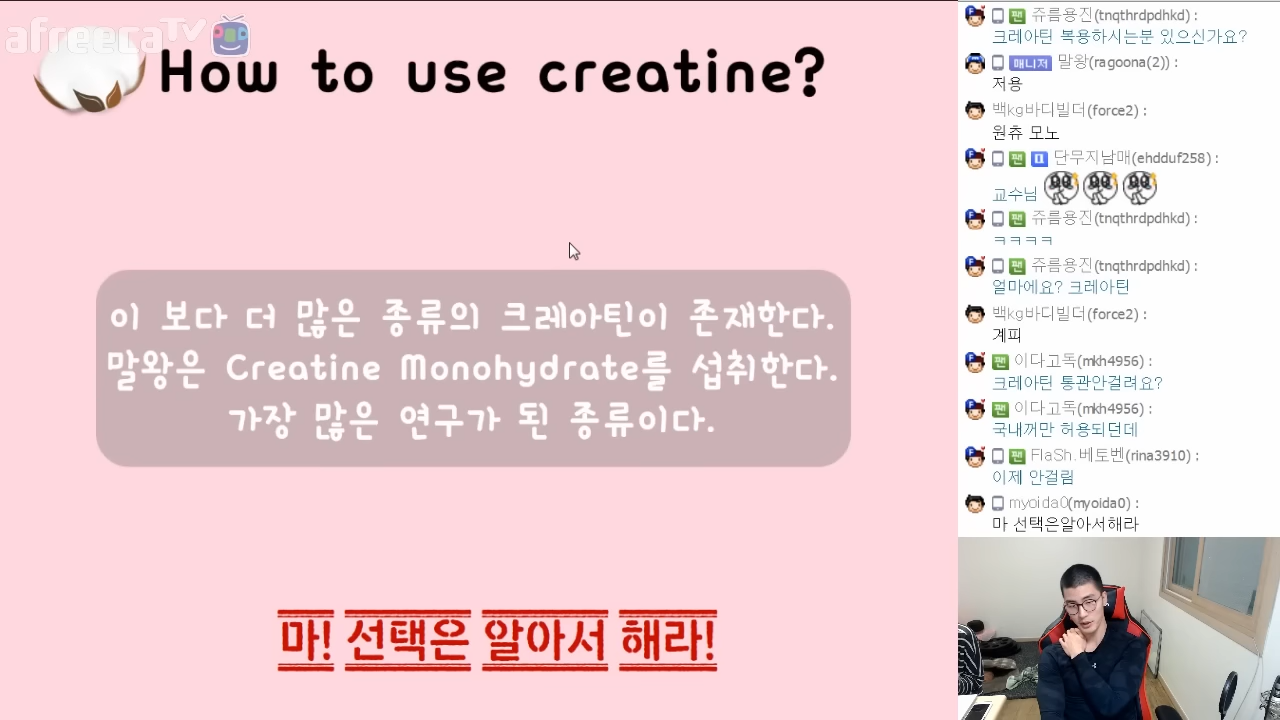 afreecaTV
How to use creatine?
이 보다 더 많은 종류의 크레아틴이 존재한다.
말왕은 Creatine Monohydrate를 섭취한다.
가장 많은 연구가 된 종류이다.
마! 선택은 알아서 해라!
팬 쥬름용진(tnqthrdpdhkd) :
크레아틴 복용하시는분 있으신가요?
매니저 말왕(ragoona(2)) :
저용
백kg바디빌더(force2) :
원츄 모노
팬 단무지남매(ehdduf258) :
교수님
팬 쥬름용진(tnqthrdpdhkd) :
ㅋㅋㅋㅋ
팬 쥬름용진(tnqthrdpdhkd) :
얼마에요? 크레아틴
백kg바디빌더(force2) :
계피
팬 이다고독(mkh4956) :
크레아틴 통관안걸려요?
팬 이다고독(mkh4956) :
국내꺼만 허용되던데
팬 FlaSh.베토벤(rina3910) :
이제 안걸림
myoida0(myoida0) :
마 선택은알아서해라